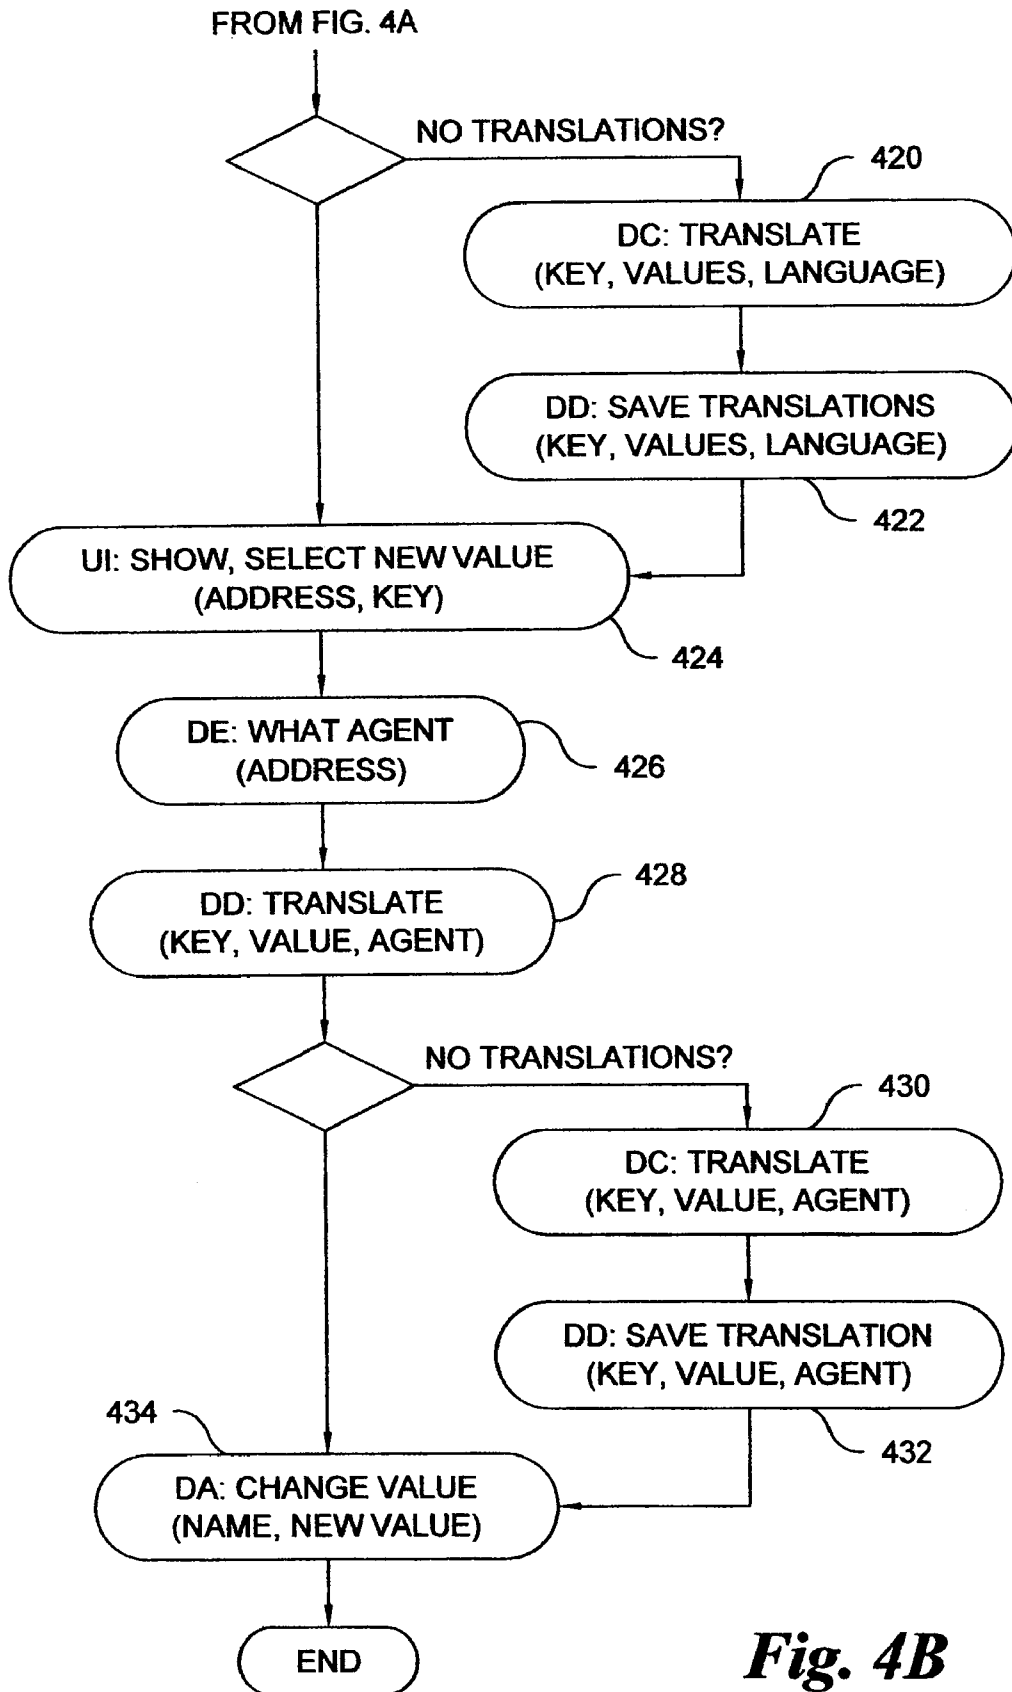 FROM FIG. 4A
NO TRANSLATIONS?
420
DC: TRANSLATE
(KEY, VALUES, LANGUAGE)
DD: SAVE TRANSLATIONS
(KEY, VALUES, LANGUAGE)
422
UI: SHOW, SELECT NEW VALUE
(ADDRESS, KEY)
424
DE: WHAT AGENT
(ADDRESS)
426
428
DD: TRANSLATE
(KEY, VALUE, AGENT)
NO TRANSLATIONS?
430
DC: TRANSLATE
(KEY, VALUE, AGENT)
DD: SAVE TRANSLATION
(KEY, VALUE, AGENT)
432
434
DA: CHANGE VALUE
(NAME, NEW VALUE)
END
Fig. 4B